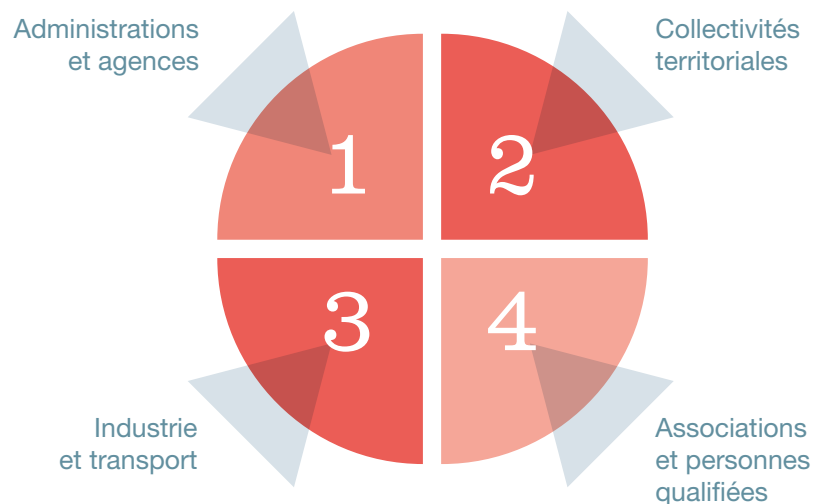 Administrations
et agences
Collectivités
territoriales
1
2
3
4
Industrie
et transport
Associations
et personnes
qualifiées